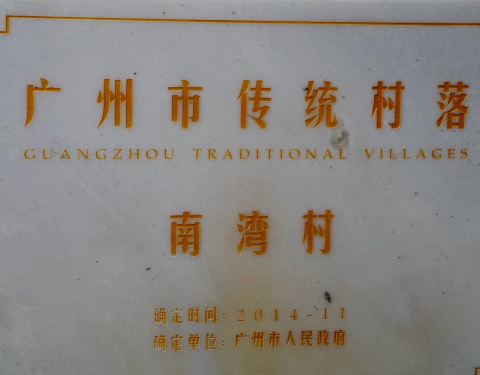 广州市传统村落
GUANGZHOU TRADITIONAL VILLAGES
南湾村
确定时间：2014-11
确定单位：广州市人民政府